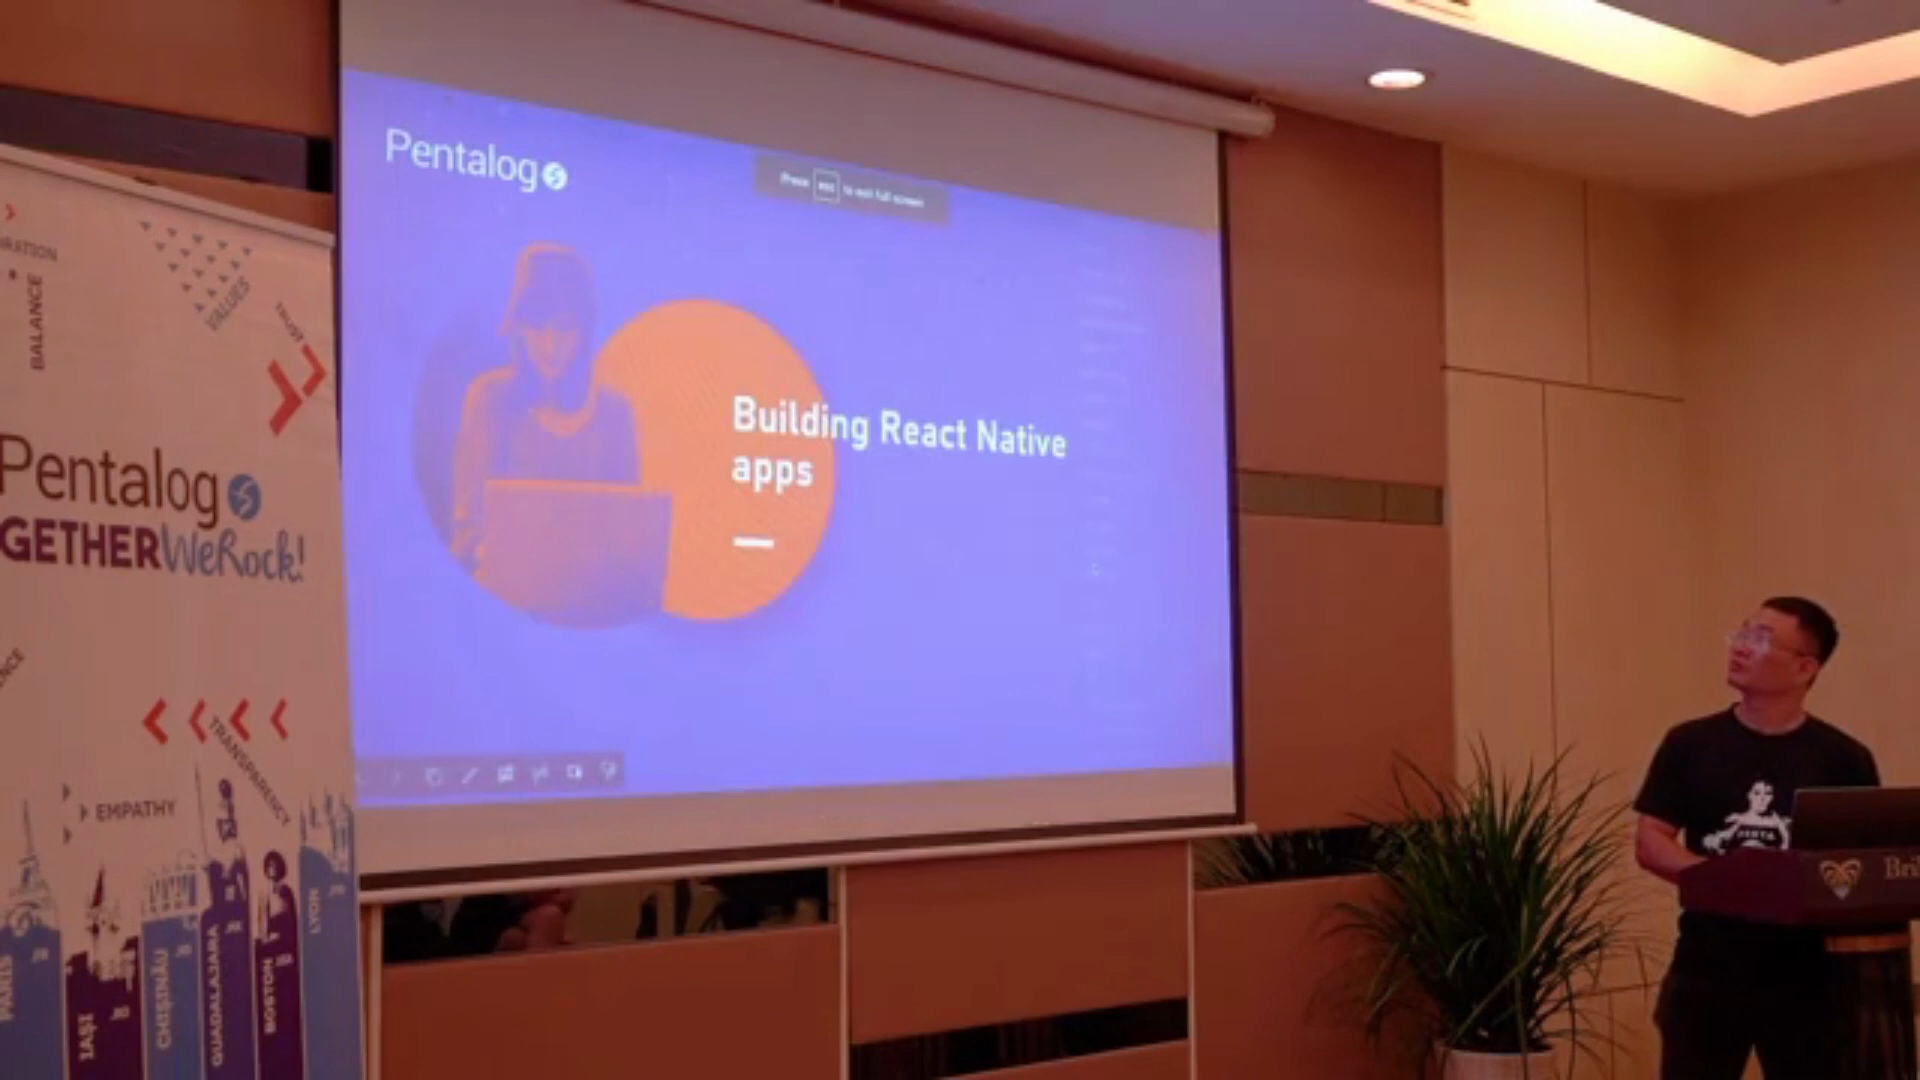 Pentalog
Press esc to exit full screen
Building React Native
apps
BALANCE
VALUES
TRUST
Pentalog
GETHERWeRock!
TRANSPARENCY
EMPATHY
PARIS
IAȘI
CHIȘINĂU
GUADALAJARA
BOSTON
LYON
PENTA